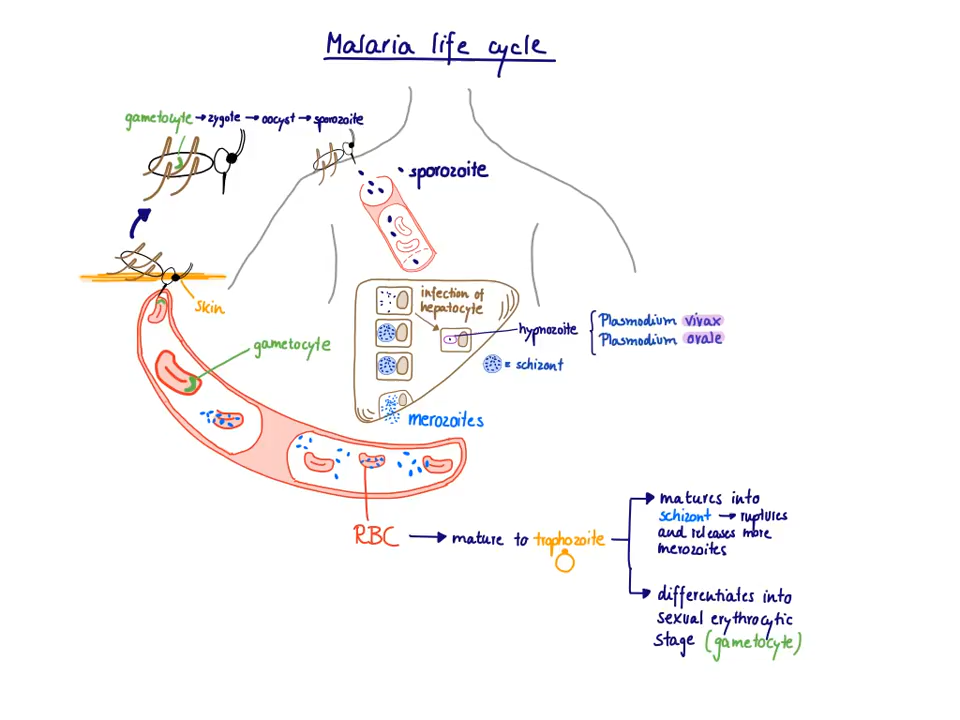 Malaria life cycle
gametocyte → zygote → oocyst → sporozoite
sporozoite
skin
infection of
hepatocyte
hypnozoite
Plasmodium vivax
Plasmodium ovale
= schizont
gametocyte
merozoites
RBC → mature to trophozoite
matures into
schizont → ruptures
and releases more
merozoites
differentiates into
sexual erythrocytic
stage (gametocyte)